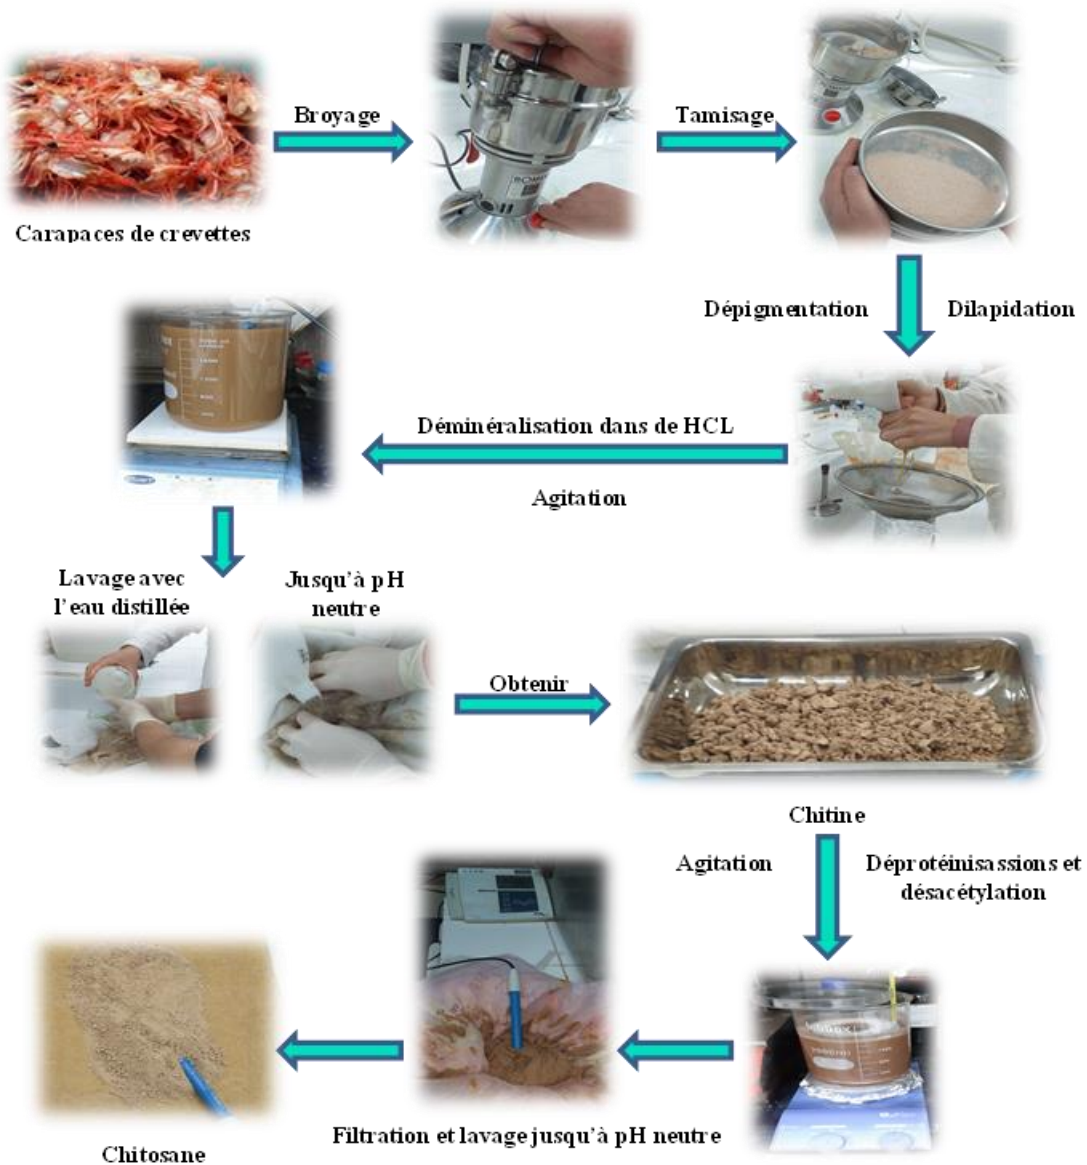 Broyage
Tamisage
Carapaces de crevettes
Dépigmentation
Dilapidation
Déminéralisation dans de HCL
Agitation
Lavage avec
l'eau distillée
Jusqu'à pH
neutre
Obtenir
Chitine
Agitation
Déprotéinisassions et
désacétylation
Filtration et lavage jusqu'à pH neutre
Chitosane